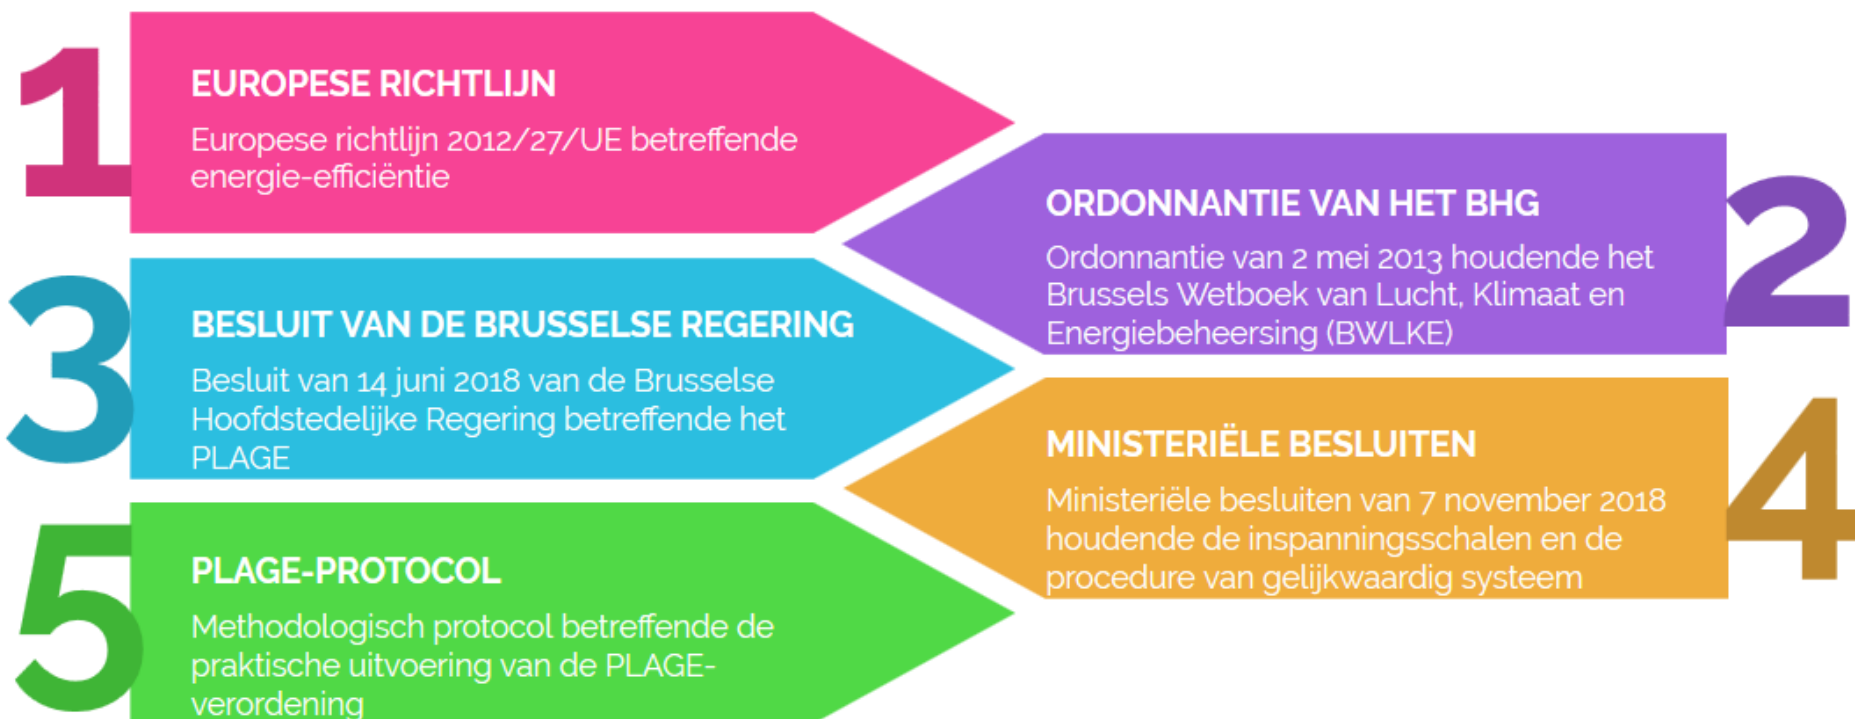 1
EUROPESE RICHTLIJN
Europese richtlijn 2012/27/UE betreffende
energie-efficiëntie
2
ORDONNANTIE VAN HET BHG
Ordonnantie van 2 mei 2013 houdende het
Brussels Wetboek van Lucht, Klimaat en
Energiebeheersing (BWLKE)
3
BESLUIT VAN DE BRUSSELSE REGERING
Besluit van 14 juni 2018 van de Brusselse
Hoofdstedelijke Regering betreffende het
PLAGE
4
MINISTERIËLE BESLUITEN
Ministeriële besluiten van 7 november 2018
houdende de inspanningsschalen en de
procedure van gelijkwaardig systeem
5
PLAGE-PROTOCOL
Methodologisch protocol betreffende de
praktische uitvoering van de PLAGE-
verordening